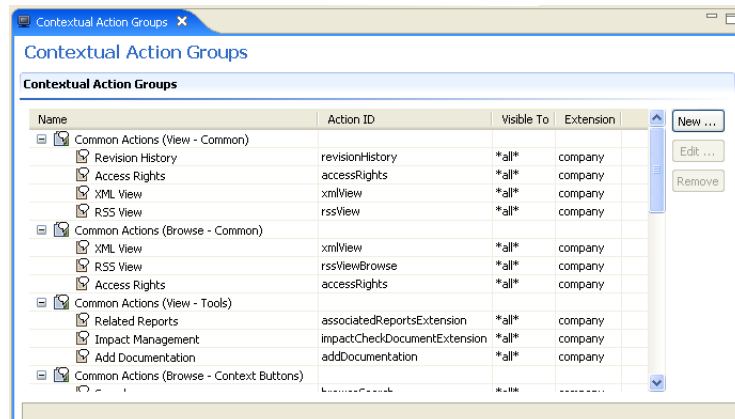 Contextual Action Groups
Contextual Action Groups
Contextual Action Groups
Name Action ID Visible To Extension
New ...
Common Actions (View - Common)
Revision History revisionHistory *all* company
Edit ...
Access Rights accessRights *all* company
XML View xmlView *all* company
Remove
RSS View rssView *all* company
Common Actions (Browse - Common)
XML View xmlView *all* company
RSS View rssViewBrowse *all* company
Access Rights accessRights *all* company
Common Actions (View - Tools)
Related Reports associatedReportsExtension *all* company
Impact Management impactCheckDocumentExtension *all* company
Add Documentation addDocumentation *all* company
Common Actions (Browse - Context Buttons)